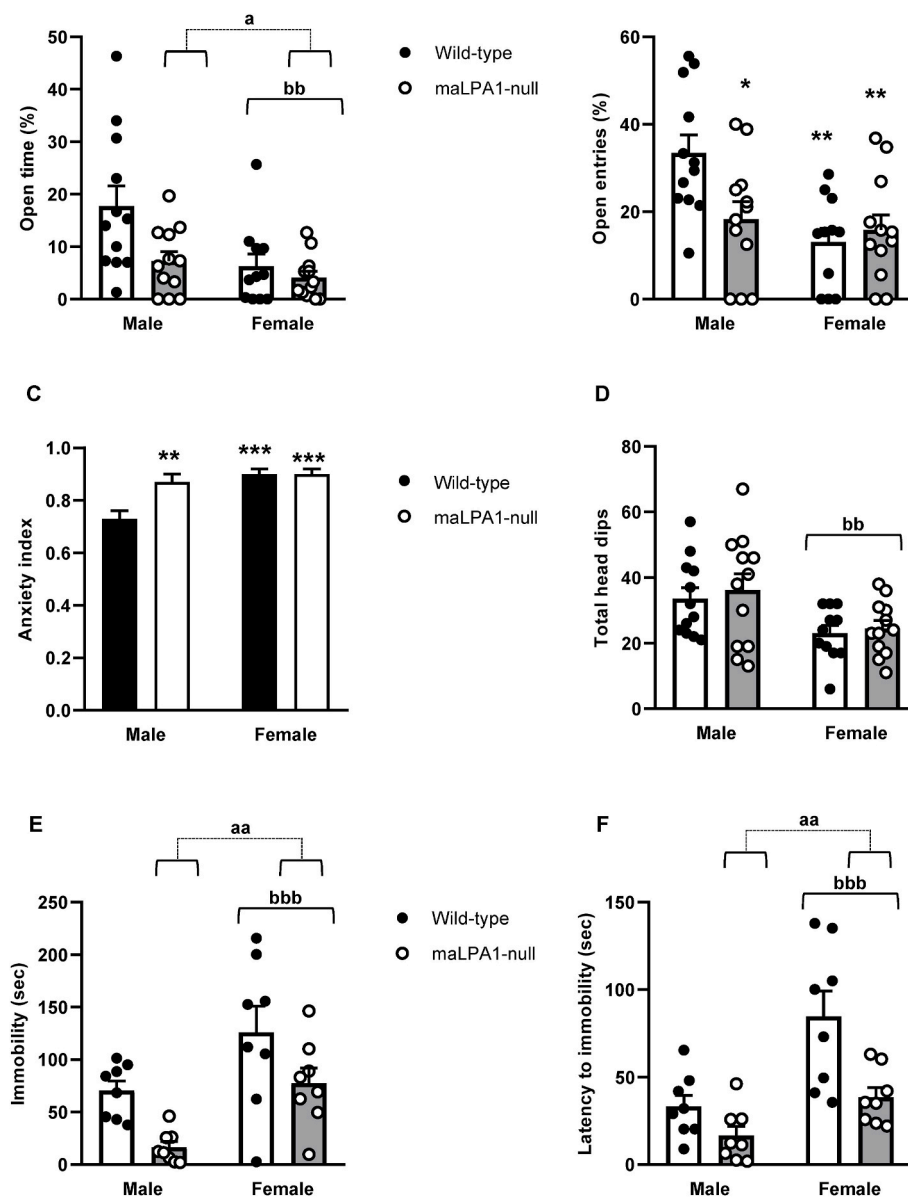 a
bb
Wild-type
maLPA1-null
Open time (%)
50
40
30
20
10
0
Male
Female
*
**
**
Open entries (%)
60
40
20
0
Male
Female
C
**
***
***
Wild-type
maLPA1-null
Anxiety index
1.0
0.8
0.6
0.4
0.2
0.0
Male
Female
D
bb
Total head dips
80
60
40
20
0
Male
Female
E
aa
bbb
Wild-type
maLPA1-null
Immobility (sec)
250
200
150
100
50
0
Male
Female
F
aa
bbb
Latency to immobility (sec)
150
100
50
0
Male
Female